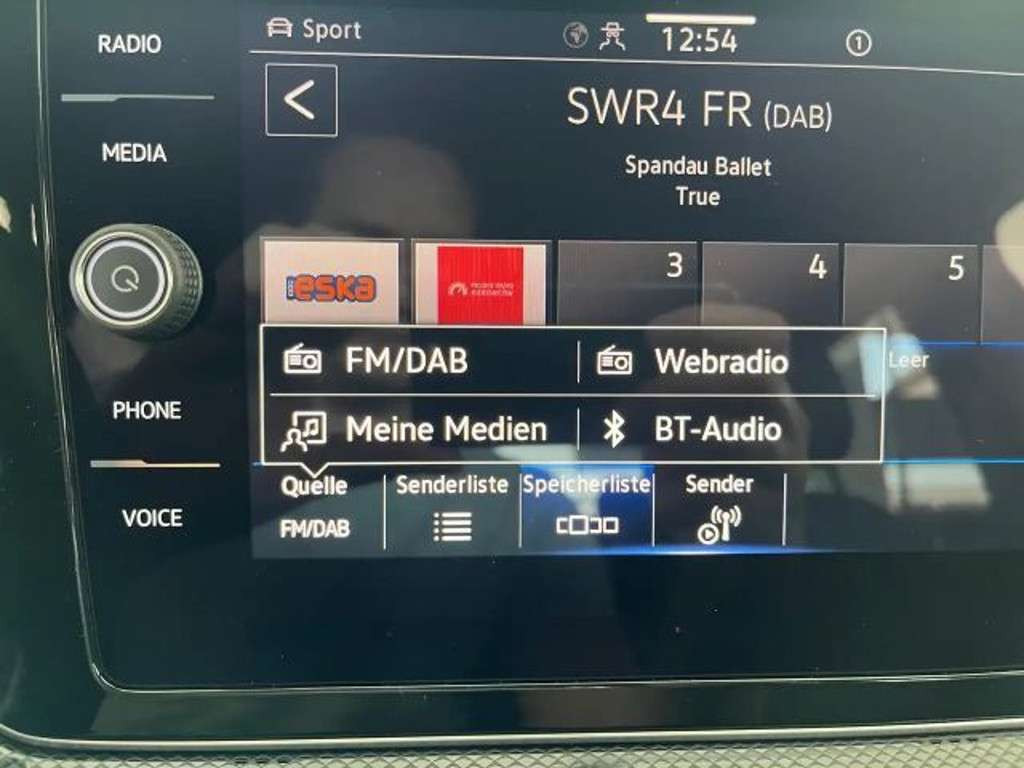 RADIO
Sport
12:54
1
SWR4 FR (DAB)
MEDIA
Spandau Ballet
True
eska
3
4
5
FM/DAB
Webradio
Leer
PHONE
Meine Medien
BT-Audio
Quelle
Senderliste
Speicherliste
Sender
VOICE
FM/DAB